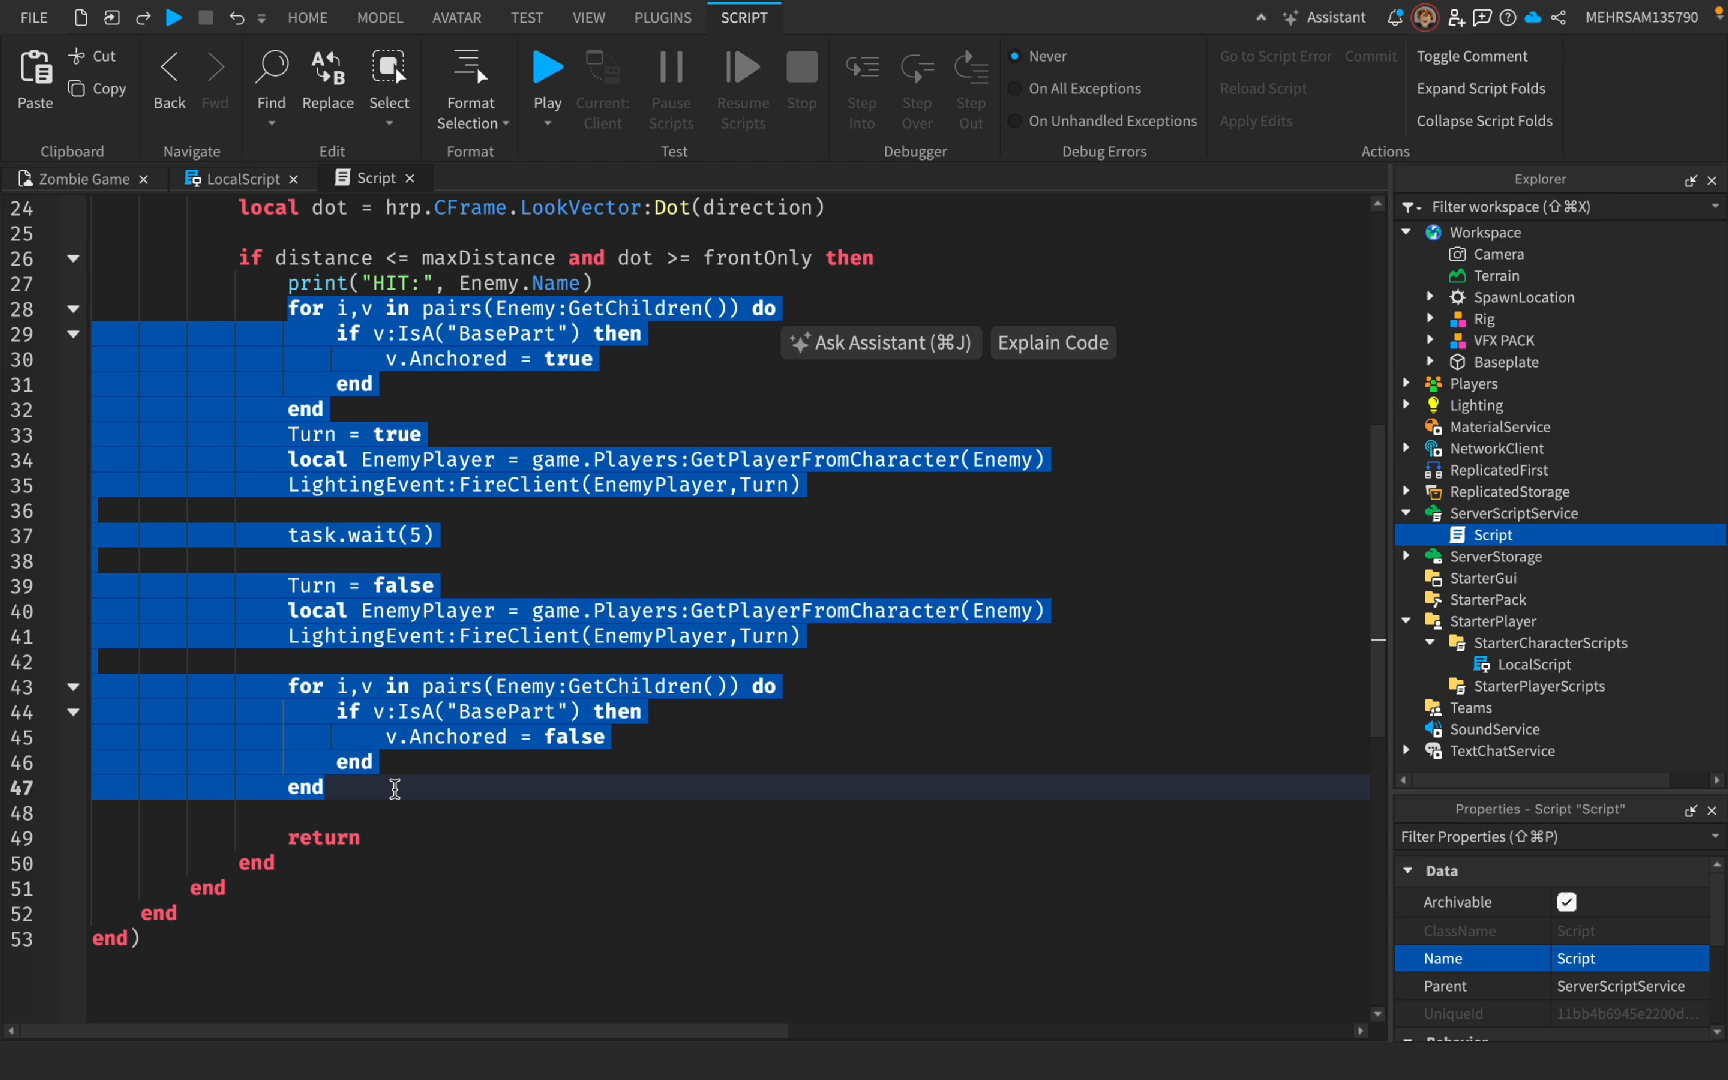 FILE HOME MODEL AVATAR TEST VIEW PLUGINS SCRIPT Assistant MEHRSAM135790
Paste Cut Copy
Clipboard
Back Fwd
Navigate
Find Replace Select
Edit
Format Selection
Format
Play Current: Client Pause Scripts Resume Scripts Stop
Test
Step Into Step Over Step Out
Debugger
Never
On All Exceptions
On Unhandled Exceptions
Debug Errors
Go to Script Error Commit
Reload Script
Apply Edits
Toggle Comment
Expand Script Folds
Collapse Script Folds
Actions
Zombie Game × LocalScript × Script ×
24 local dot = hrp.CFrame.LookVector:Dot(direction)
25
26 if distance <= maxDistance and dot >= frontOnly then
27 print("HIT:", Enemy.Name)
28 for i,v in pairs(Enemy:GetChildren()) do
29 if v:IsA("BasePart") then
Ask Assistant (⌘J) Explain Code
30 v.Anchored = true
31 end
32 end
33 Turn = true
34 local EnemyPlayer = game.Players:GetPlayerFromCharacter(Enemy)
35 LightingEvent:FireClient(EnemyPlayer,Turn)
36
37 task.wait(5)
38
39 Turn = false
40 local EnemyPlayer = game.Players:GetPlayerFromCharacter(Enemy)
41 LightingEvent:FireClient(EnemyPlayer,Turn)
42
43 for i,v in pairs(Enemy:GetChildren()) do
44 if v:IsA("BasePart") then
45 v.Anchored = false
46 end
47 end
48
49 return
50 end
51 end
52 end
53 end)
Explorer
Filter workspace (⇧⌘X)
Workspace
Camera
Terrain
SpawnLocation
Rig
VFX PACK
Baseplate
Players
Lighting
MaterialService
NetworkClient
ReplicatedFirst
ReplicatedStorage
ServerScriptService
Script
ServerStorage
StarterGui
StarterPack
StarterPlayer
StarterCharacterScripts
LocalScript
StarterPlayerScripts
Teams
SoundService
TextChatService
Properties - Script "Script"
Filter Properties (⇧⌘P)
Data
Archivable
ClassName Script
Name Script
Parent ServerScriptService
UniqueId 11bb4b6945e2200d...